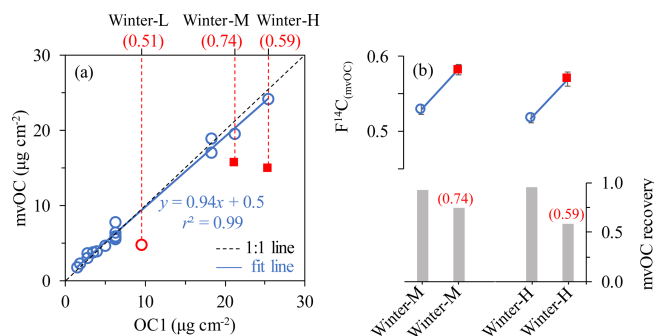 Winter-L Winter-M Winter-H
(0.51) (0.74) (0.59)
(a)
mvOC (μg cm⁻²)
30
20
10
0
y = 0.94x + 0.5
r² = 0.99
1:1 line
fit line
0 10 20 30
OC1 (μg cm⁻²)
(b)
F¹⁴C(mvOC)
0.6
0.5
(0.74)
(0.59)
1.0
0.5
0.0
mvOC recovery
Winter-M Winter-M Winter-H Winter-H